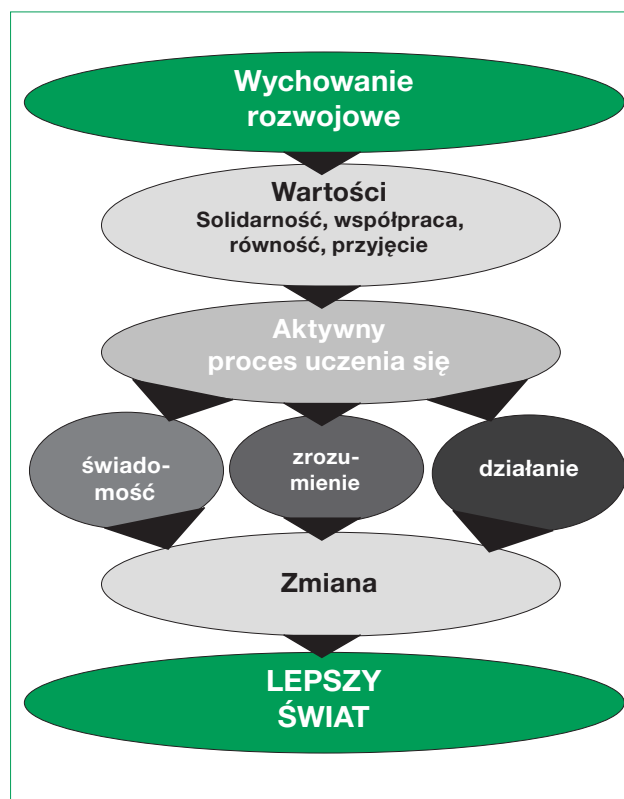 Wychowanie
rozwojowe
Wartości
Solidarność, współpraca,
równość, przyjęcie
Aktywny
proces uczenia się
świado-
mość
zrozu-
mienie
działanie
Zmiana
LEPSZY
ŚWIAT